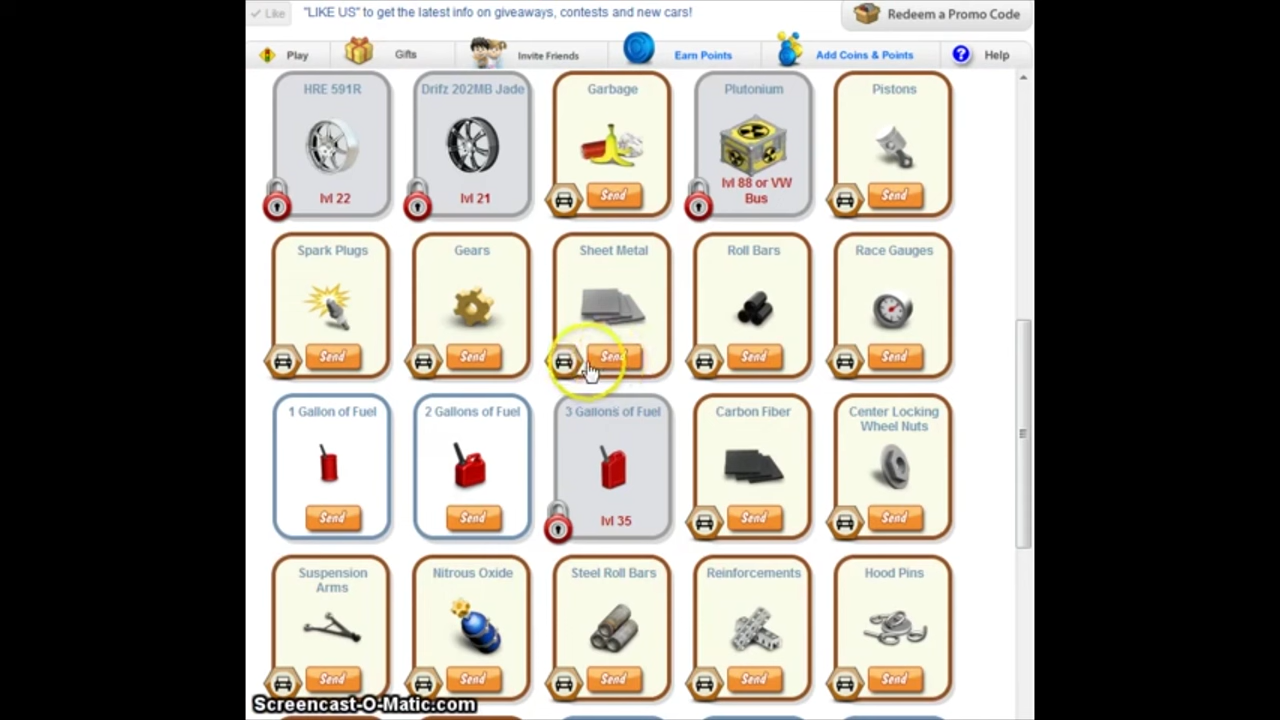 Like
"LIKE US" to get the latest info on giveaways, contests and new cars!
Redeem a Promo Code
Play
Gifts
Invite Friends
Earn Points
Add Coins & Points
Help
HRE 591R
lvl 22
Drifz 202MB Jade
lvl 21
Garbage
Send
Plutonium
lvl 88 or VW
Bus
Pistons
Send
Spark Plugs
Send
Gears
Send
Sheet Metal
Send
Roll Bars
Send
Race Gauges
Send
1 Gallon of Fuel
Send
2 Gallons of Fuel
Send
3 Gallons of Fuel
lvl 35
Carbon Fiber
Send
Center Locking
Wheel Nuts
Send
Suspension
Arms
Send
Nitrous Oxide
Send
Steel Roll Bars
Send
Reinforcements
Send
Hood Pins
Send
Screencast-O-Matic.com